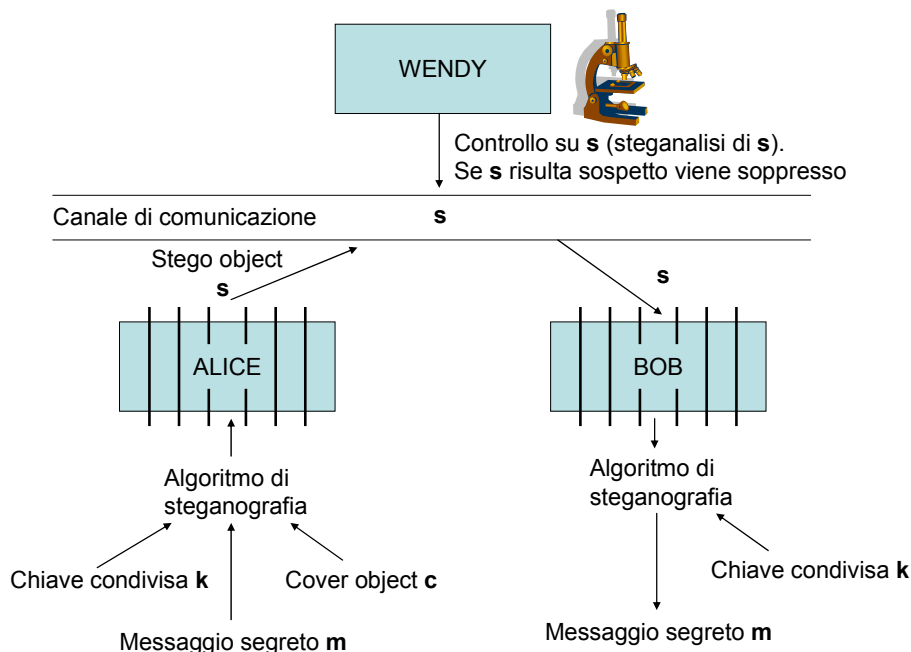 WENDY
Controllo su s (steganalisi di s).
Se s risulta sospetto viene soppresso
Canale di comunicazione
s
Stego object
s
s
ALICE
BOB
Algoritmo di
steganografia
Algoritmo di
steganografia
Chiave condivisa k
Cover object c
Chiave condivisa k
Messaggio segreto m
Messaggio segreto m